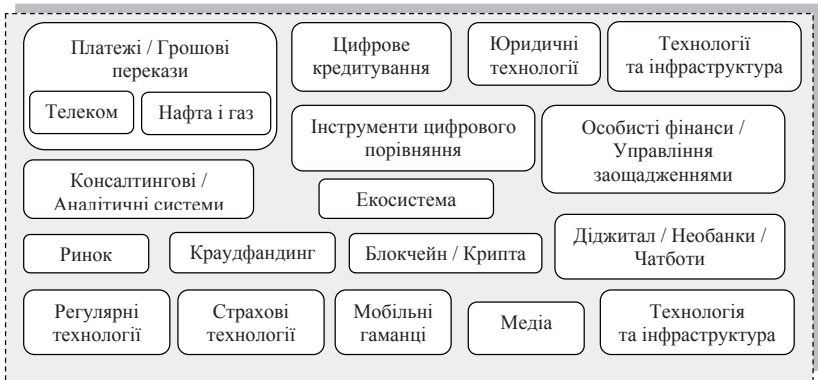 Платежі / Грошові
перекази
Телеком
Нафта і газ
Цифрове
кредитування
Юридичні
технології
Технології
та інфраструктура
Інструменти цифрового
порівняння
Особисті фінанси /
Управління
заощадженнями
Консалтингові /
Аналітичні системи
Екосистема
Ринок
Краудфандинг
Блокчейн / Крипта
Діджитал / Необанки /
Чатботи
Регулярні
технології
Страхові
технології
Мобільні
гаманці
Медіа
Технологія
та інфраструктура